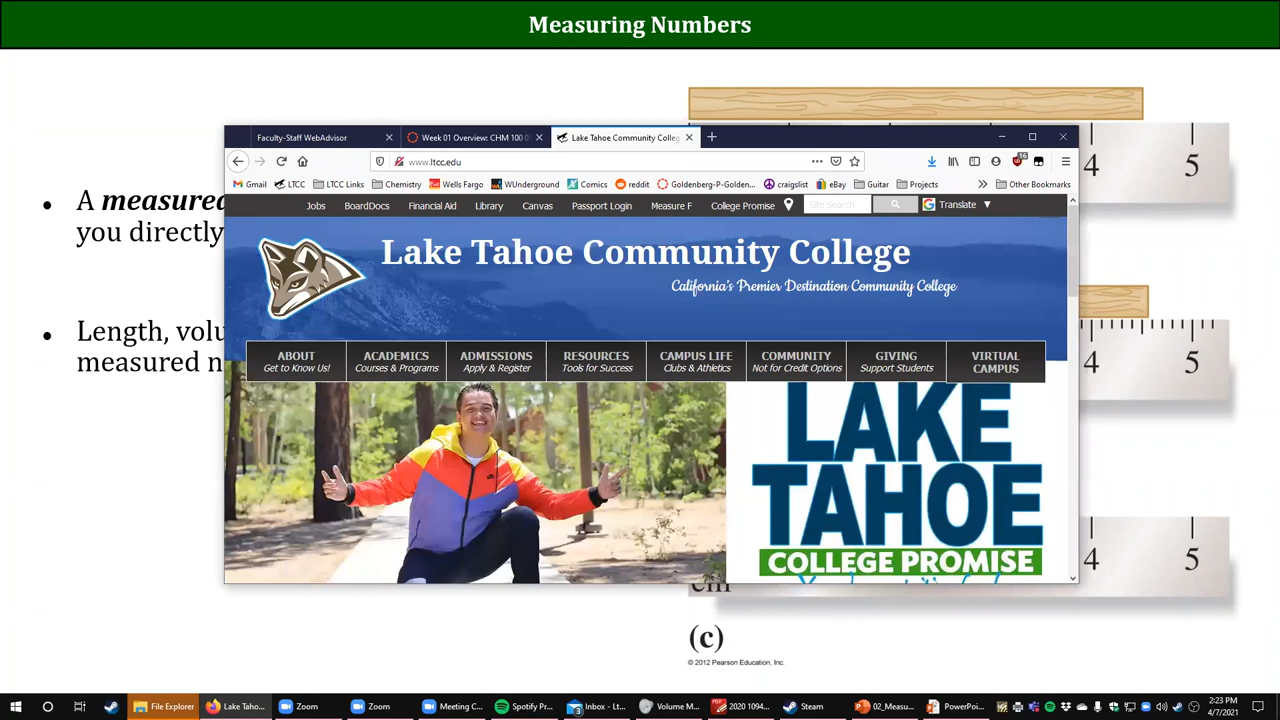 Measuring Numbers
A measured
you directly
Length, volu
measured n
4 5
4 5
4 5
cm
(c)
© 2012 Pearson Education, Inc.
Faculty-Staff WebAdvisor
Week 01 Overview: CHM 100 0
Lake Tahoe Community Colleg
www.ltcc.edu
Gmail LTCC LTCC Links Chemistry Wells Fargo WUnderground Comics reddit Goldenberg-P-Golden... craigslist eBay Guitar Projects Other Bookmarks
Jobs BoardDocs Financial Aid Library Canvas Passport Login Measure F College Promise Site Search Translate
Lake Tahoe Community College
California's Premier Destination Community College
ABOUT ACADEMICS ADMISSIONS RESOURCES CAMPUS LIFE COMMUNITY GIVING VIRTUAL
Get to Know Us! Courses & Programs Apply & Register Tools for Success Clubs & Athletics Not for Credit Options Support Students CAMPUS
LAKE
TAHOE
COLLEGE PROMISE
File Explorer Lake Taho... Zoom Zoom Meeting C... Spotify Pr... Inbox - Lt... Volume M... 2020 1094... Steam 02_Measu... PowerPoi... 2:23 PM
4/7/2021